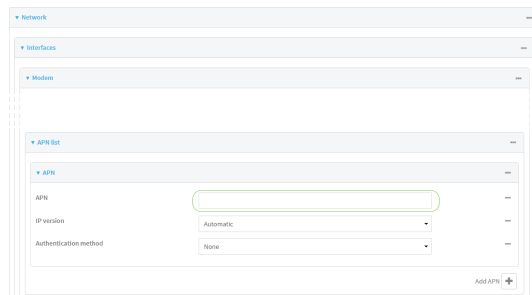 Network
Interfaces
Modem
APN list
APN
APN
IP version
Automatic
Authentication method
None
Add APN